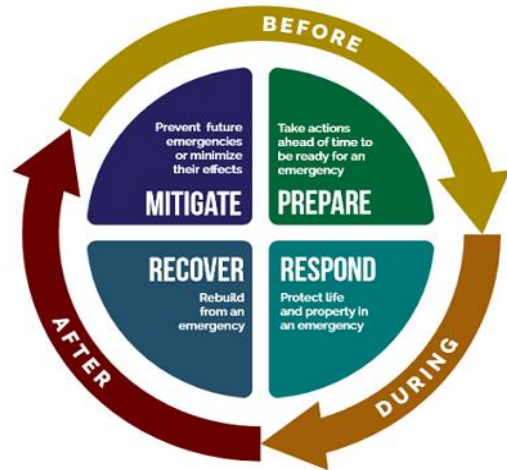 BEFORE
Prevent future
emergencies
or minimize
their effects
MITIGATE
Take actions
ahead of time to
be ready for an
emergency
PREPARE
RECOVER
Rebuild
from an
emergency
RESPOND
Protect life
and property in
an emergency
AFTER
DURING